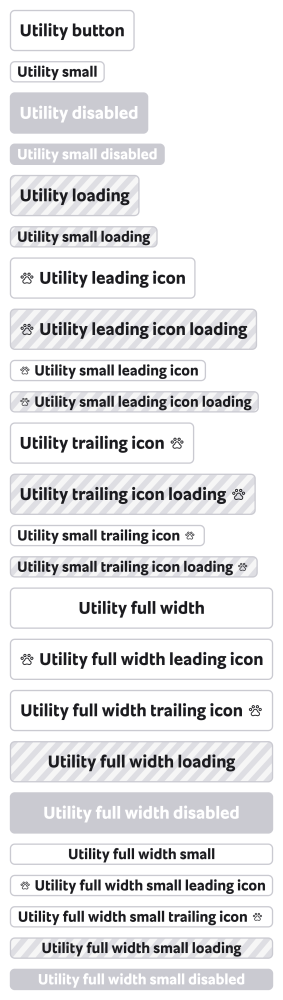 Utility button
Utility small
Utility disabled
Utility small disabled
Utility loading
Utility small loading
Utility leading icon
Utility leading icon loading
Utility small leading icon
Utility small leading icon loading
Utility trailing icon
Utility trailing icon loading
Utility small trailing icon
Utility small trailing icon loading
Utility full width
Utility full width leading icon
Utility full width trailing icon
Utility full width loading
Utility full width disabled
Utility full width small
Utility full width small leading icon
Utility full width small trailing icon
Utility full width small loading
Utility full width small disabled